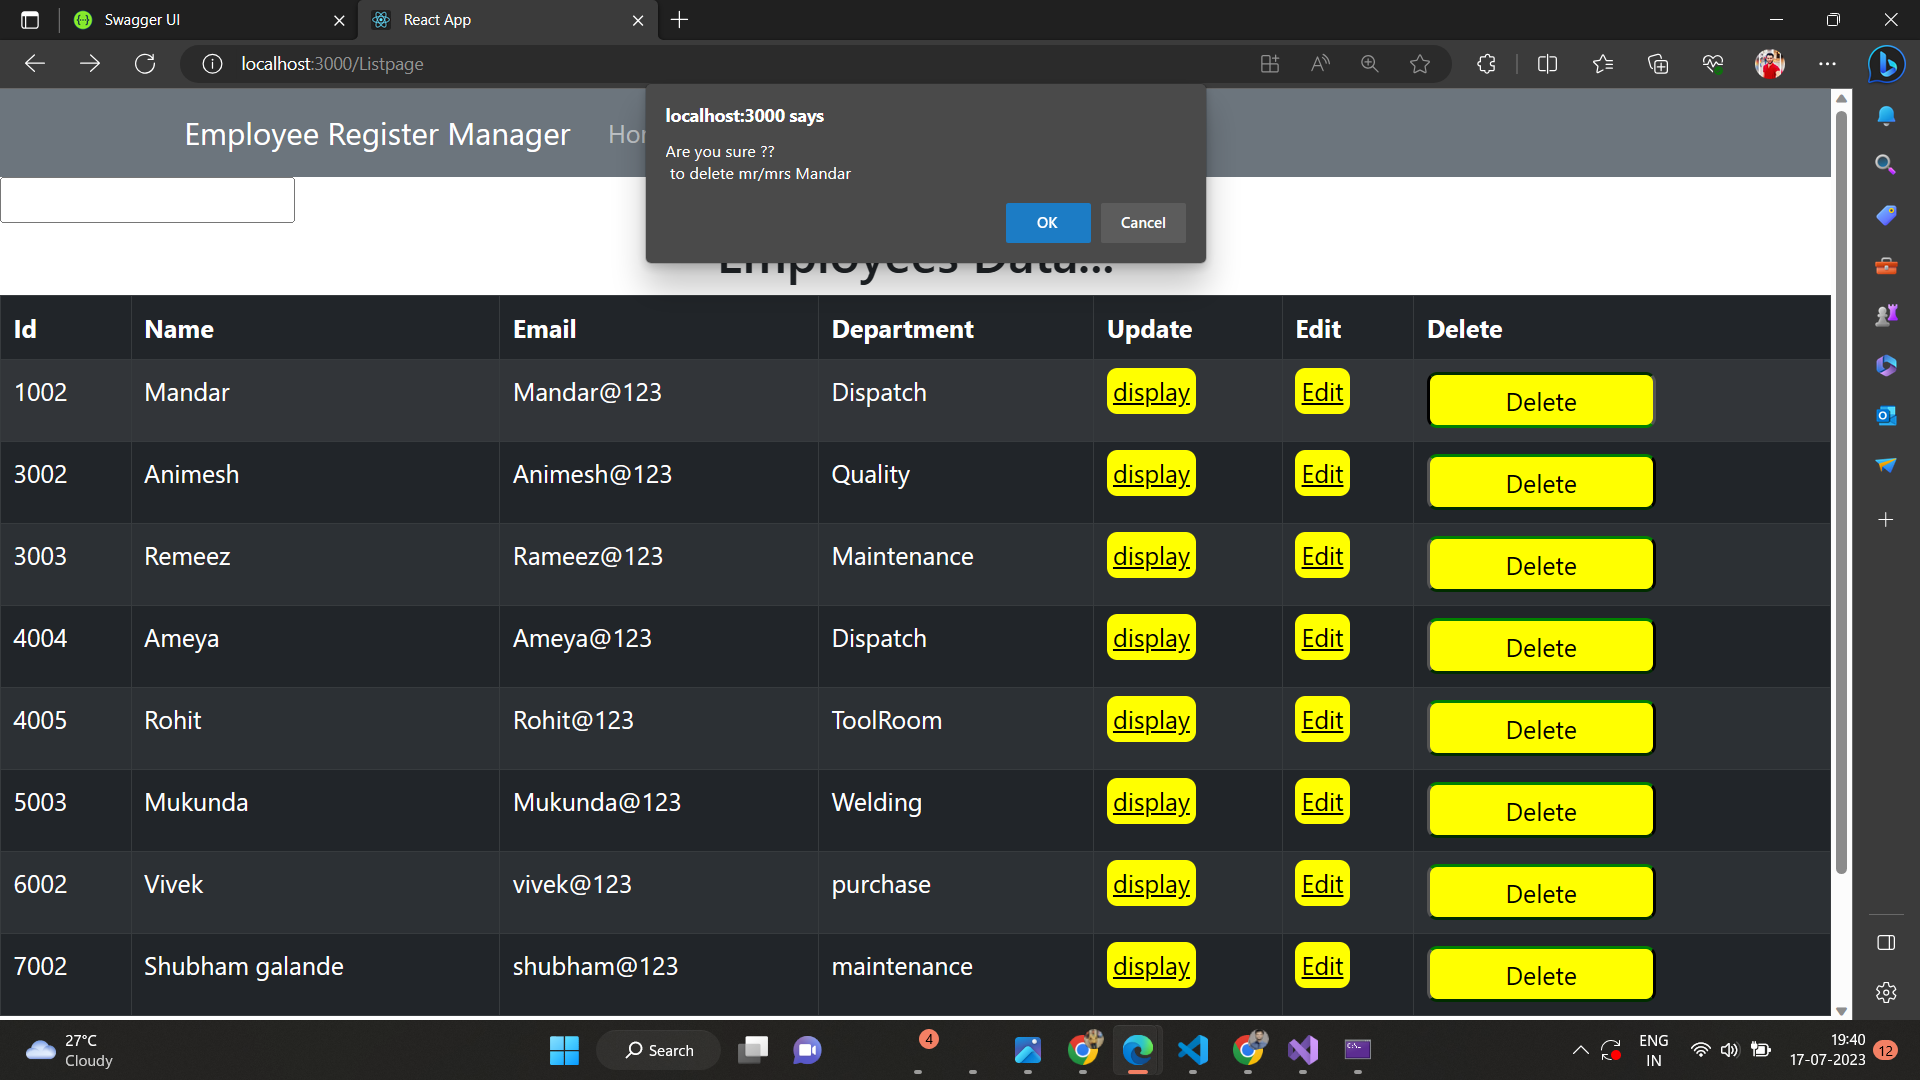 Swagger UI
React App
localhost:3000/Listpage
localhost:3000 says
Are you sure ??
to delete mr/mrs Mandar
OK Cancel
Employee Register Manager
Employees Data...
Id Name Email Department Update Edit Delete
1002 Mandar Mandar@123 Dispatch display Edit Delete
3002 Animesh Animesh@123 Quality display Edit Delete
3003 Remeez Rameez@123 Maintenance display Edit Delete
4004 Ameya Ameya@123 Dispatch display Edit Delete
4005 Rohit Rohit@123 ToolRoom display Edit Delete
5003 Mukunda Mukunda@123 Welding display Edit Delete
6002 Vivek vivek@123 purchase display Edit Delete
7002 Shubham galande shubham@123 maintenance display Edit Delete
27°C
Cloudy
Search
4
ENG
IN
19:40
17-07-2023
12